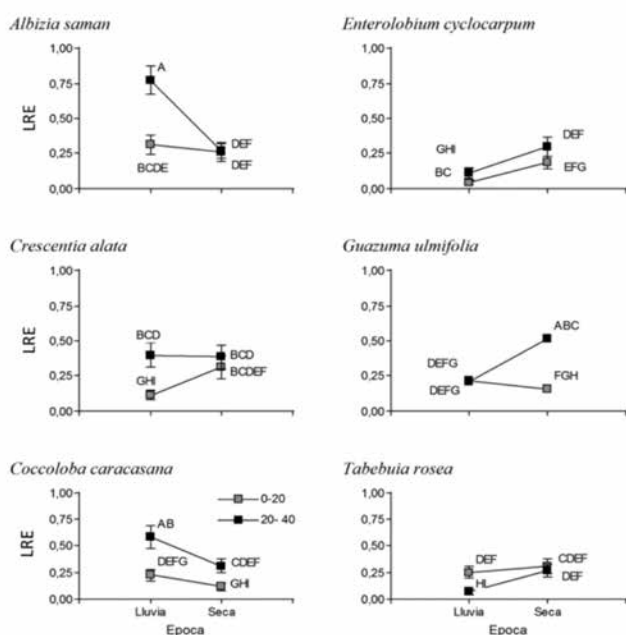 Albizia saman
1,00
0,75
0,50
0,25
0,00
LRE
A
BCDE
DEF
DEF
Enterolobium cyclocarpum
1,00
0,75
0,50
0,25
0,00
GHI
BC
DEF
EFG
Crescentia alata
1,00
0,75
0,50
0,25
0,00
LRE
BCD
GHI
BCD
BCDEF
Guazuma ulmifolia
1,00
0,75
0,50
0,25
0,00
DEFG
DEFG
ABC
FGH
Coccoloba caracasana
1,00
0,75
0,50
0,25
0,00
LRE
0-20
20- 40
AB
DEFG
CDEF
GHI
Lluvia Seca
Epoca
Tabebuia rosea
1,00
0,75
0,50
0,25
0,00
DEF
HI
CDEF
DEF
Lluvia Seca
Epoca